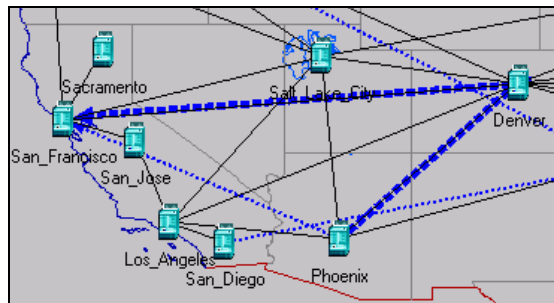 Sacramento
Salt_Lake_City
Denver
San_Francisco
San_Jose
Los_Angeles
San_Diego
Phoenix